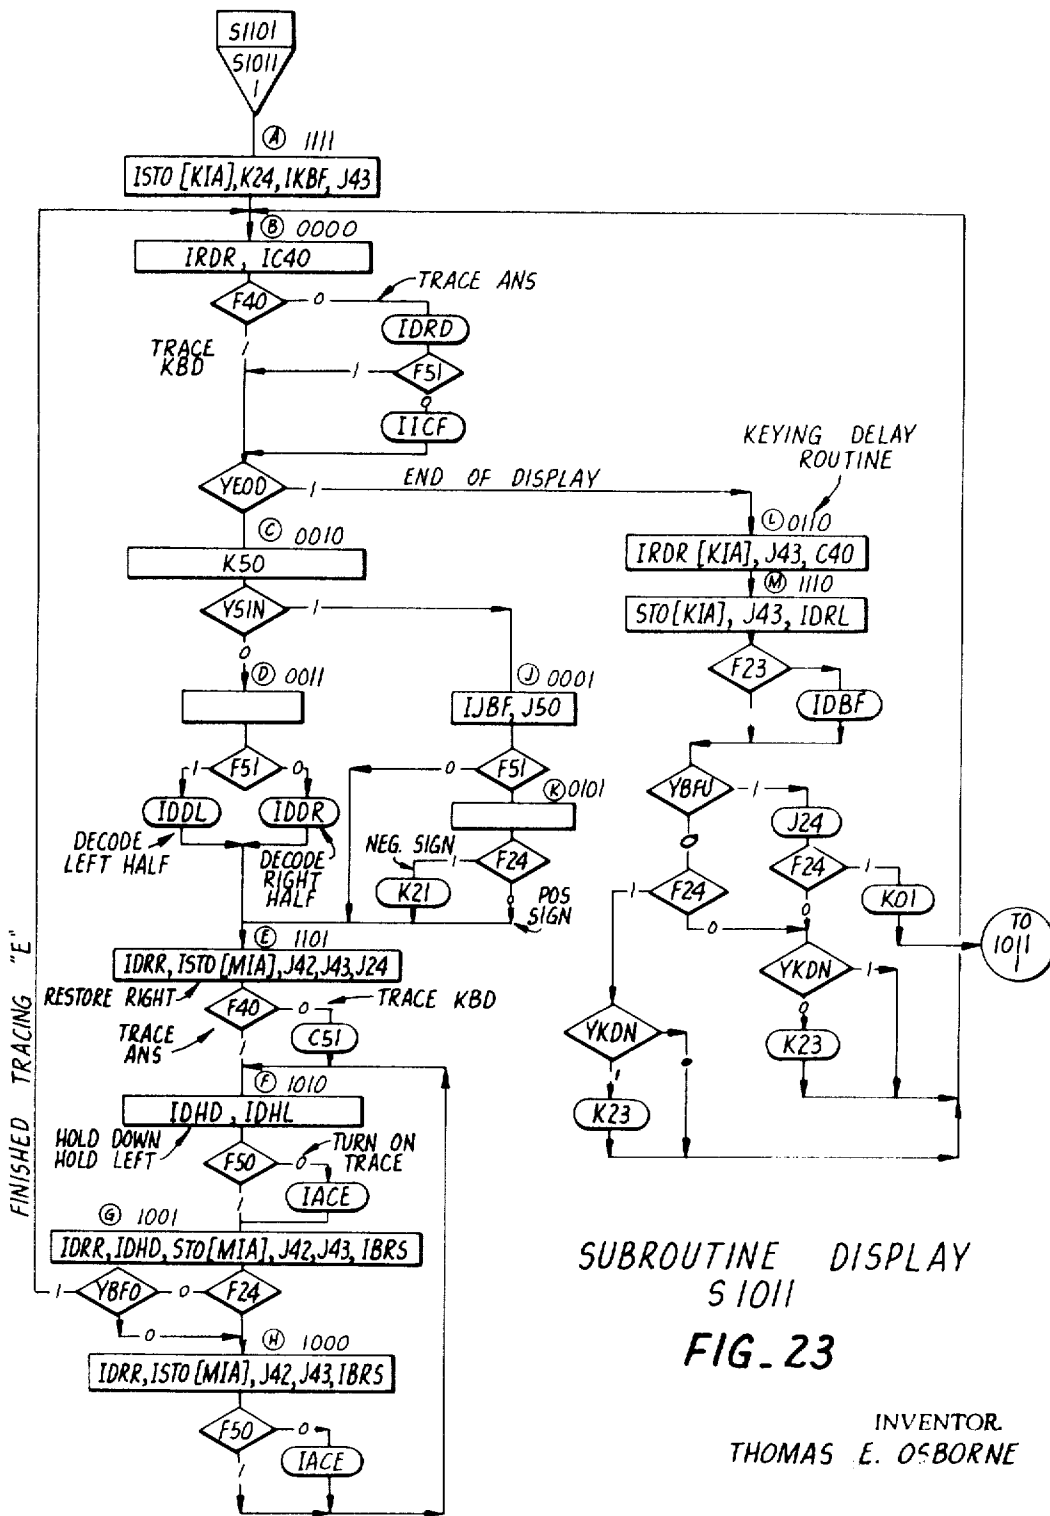 S1101
S1011
1
A 1111
ISTO [KIA], K24, IKBF, J43
B 0000
IRDR, IC40
F40
0
TRACE ANS
IDRD
TRACE
KBD
1
F51
1
0
IICF
YEOD
1
END OF DISPLAY
KEYING DELAY
ROUTINE
C 0010
K50
L 0110
IRDR [KIA], J43, C40
YSIN
1
0
M 1110
STO [KIA], J43, IDRL
D 0011
J 0001
IJBF, J50
F23
IDBF
F51
1
0
F51
0
K 0101
IDDL
IDDR
DECODE
LEFT HALF
DECODE
RIGHT
HALF
NEG. SIGN
F24
1
0
K21
POS
SIGN
YBFU
1
0
J24
F24
1
0
F24
1
0
K01
TO
1011
1
YKDN
1
0
K23
YKDN
0
1
K23
E 1101
IDRR, ISTO [MIA], J42, J43, J24
RESTORE RIGHT
F40
0
TRACE KBD
TRACE
ANS
1
C51
F 1010
IDHD, IDHL
HOLD DOWN
HOLD LEFT
F50
0
TURN ON
TRACE
1
IACE
G 1001
IDRR, IDHD, STO [MIA], J42, J43, IBRS
1
YBFO
0
F24
0
H 1000
IDRR, ISTO [MIA], J42, J43, IBRS
F50
0
1
IACE
FINISHED TRACING "E"
SUBROUTINE DISPLAY
S 1011
FIG_23
INVENTOR.
THOMAS E. OSBORNE